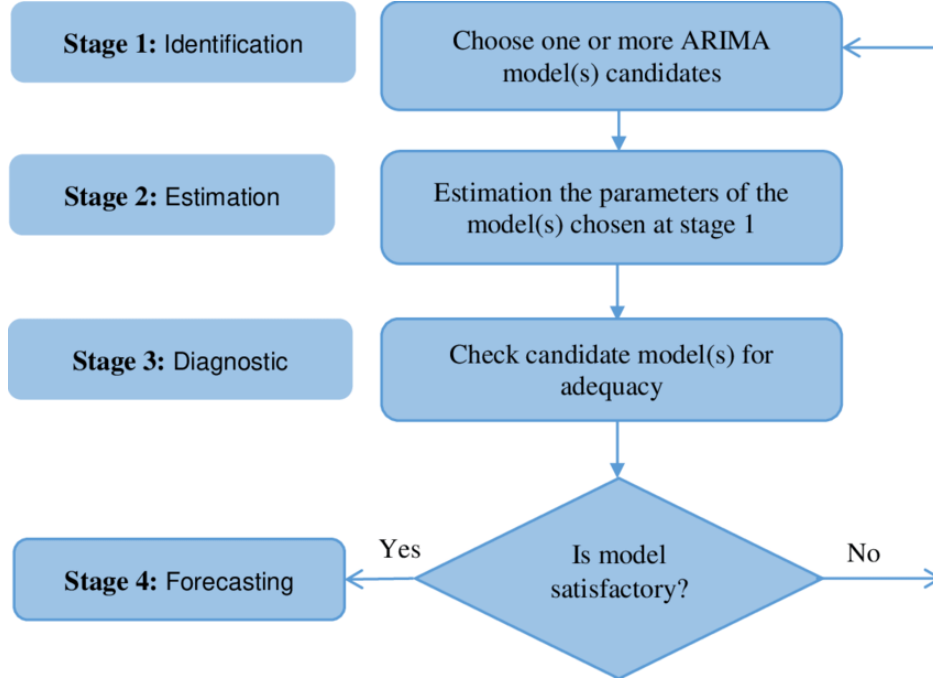 Stage 1: Identification
Choose one or more ARIMA
model(s) candidates
Stage 2: Estimation
Estimation the parameters of the
model(s) chosen at stage 1
Stage 3: Diagnostic
Check candidate model(s) for
adequacy
Is model
satisfactory?
Yes
No
Stage 4: Forecasting